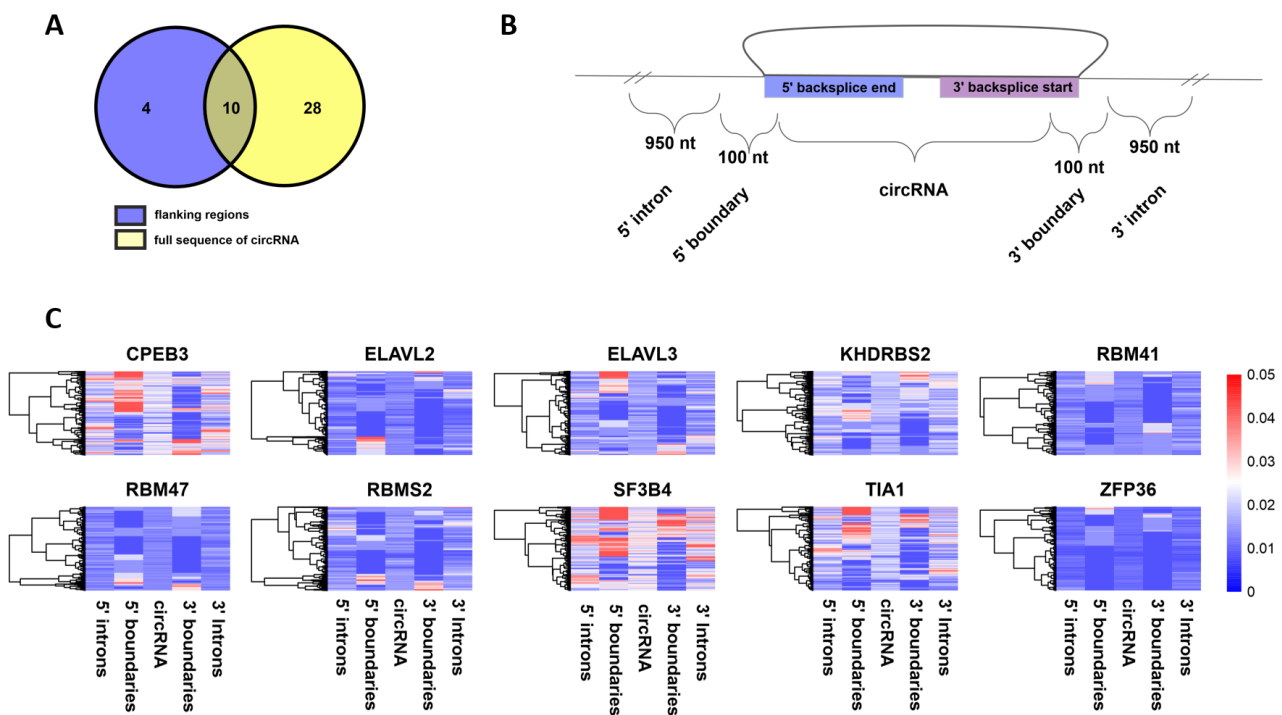 A
4
10
28
flanking regions
full sequence of circRNA
B
5' backsplice end
3' backsplice start
950 nt
100 nt
circRNA
100 nt
950 nt
5' intron
5' boundary
3' boundary
3' intron
C
CPEB3
ELAVL2
ELAVL3
KHDRBS2
RBM41
RBM47
RBMS2
SF3B4
TIA1
ZFP36
0.05
0.04
0.03
0.02
0.01
0
5' introns
5' boundaries
circRNA
3' boundaries
3' Introns
5' introns
5' boundaries
circRNA
3' boundaries
3' Introns
5' introns
5' boundaries
circRNA
3' boundaries
3' Introns
5' introns
5' boundaries
circRNA
3' boundaries
3' Introns
5' introns
5' boundaries
circRNA
3' boundaries
3' Introns